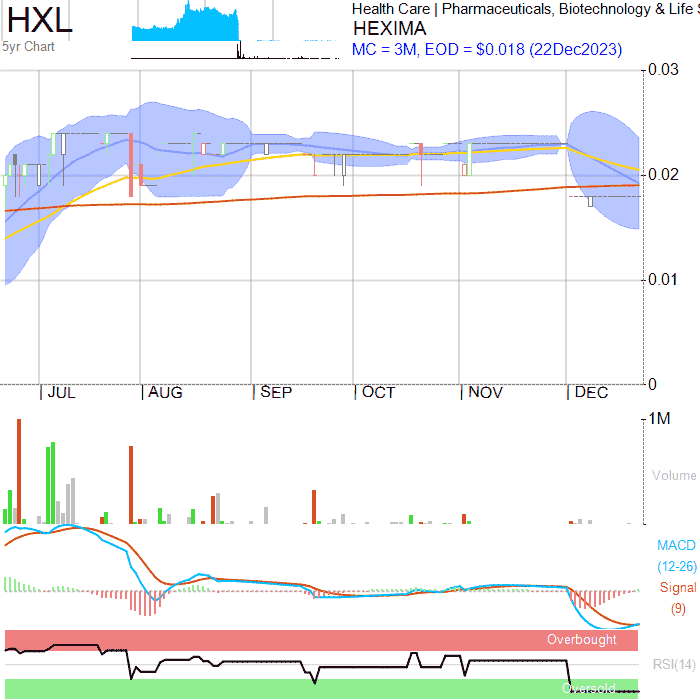 HXL
5yr Chart
Health Care | Pharmaceuticals, Biotechnology & Life S
HEXIMA
MC = 3M, EOD = $0.018 (22Dec2023)
0.03
0.02
0.01
0
JUL AUG SEP OCT NOV DEC
1M
Volume
MACD
(12-26)
Signal
(9)
Overbought
RSI(14)
Oversold